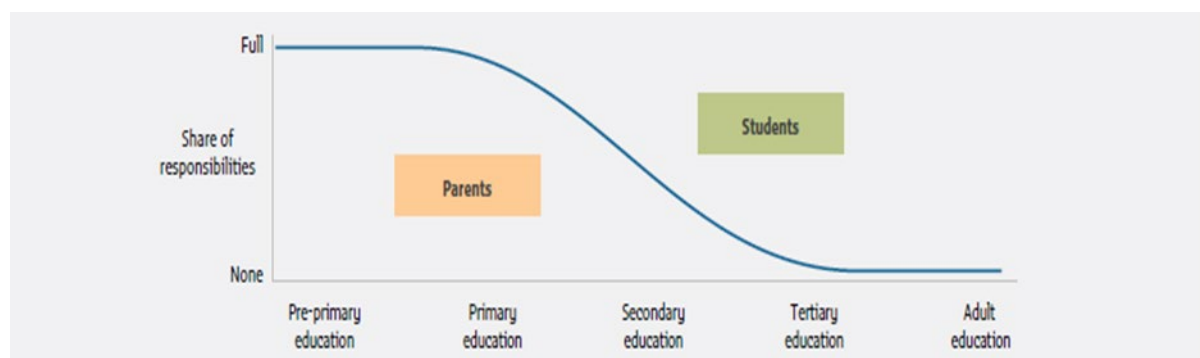 Full
Share of
responsibilities
Parents
Students
None
Pre-primary
education
Primary
education
Secondary
education
Tertiary
education
Adult
education